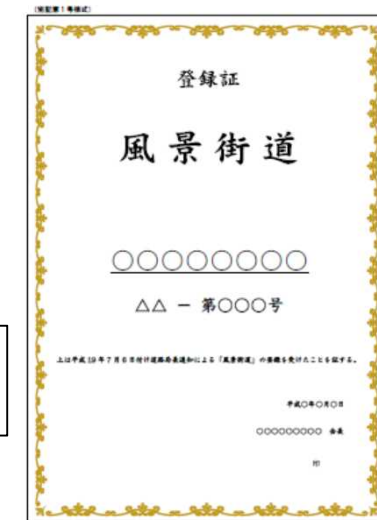 （別記第１号様式）
登録証
風景街道
○○○○○○○○
△△ － 第○○○号
上は平成19年７月６日付け道路局長通知による「風景街道」の登録を受けたことを証する。
平成○年○月○日
○○○○○○○○○ 会長
印